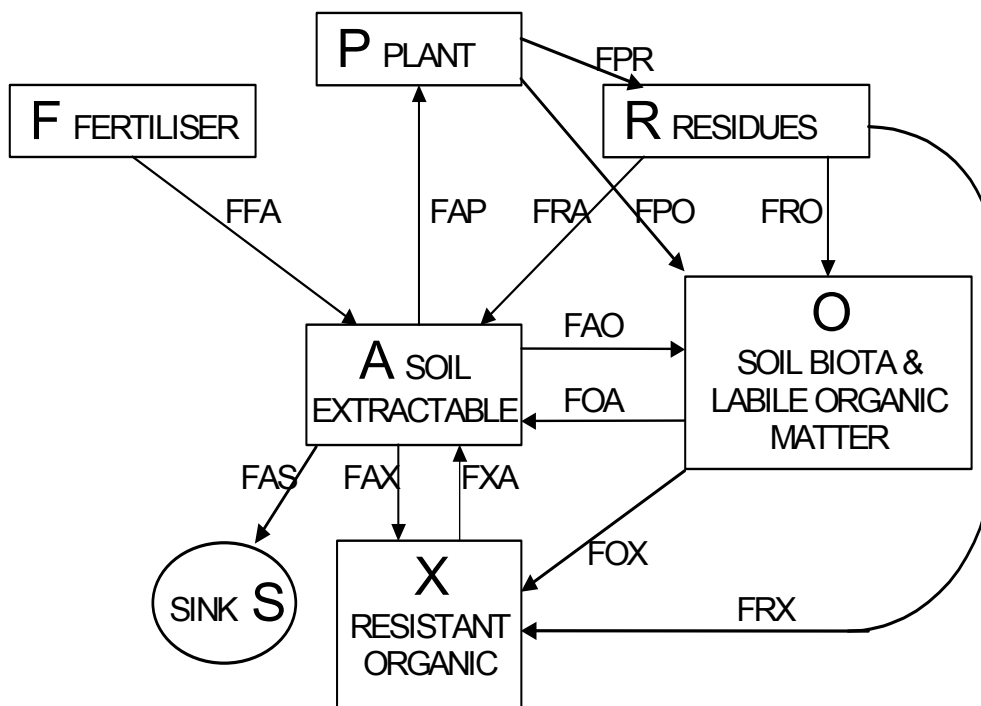 P PLANT
FPR
F FERTILISER
R RESIDUES
FFA
FAP
FRA
FPO
FRO
O
SOIL BIOTA &
LABILE ORGANIC
MATTER
A SOIL
EXTRACTABLE
FAO
FOA
FAS
FAX
FXA
FOX
SINK S
X
RESISTANT
ORGANIC
FRX